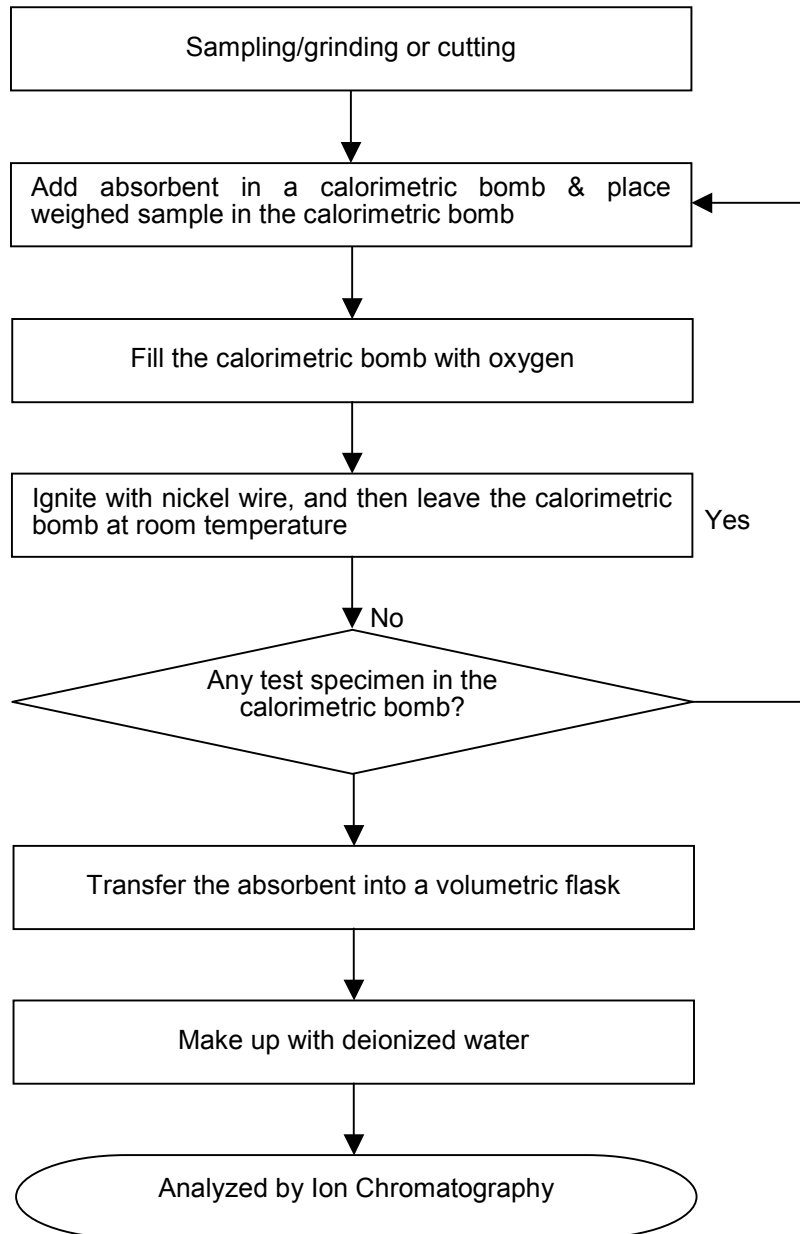 Sampling/grinding or cutting
Add absorbent in a calorimetric bomb & place
weighed sample in the calorimetric bomb
Fill the calorimetric bomb with oxygen
Ignite with nickel wire, and then leave the calorimetric
bomb at room temperature
Yes
No
Any test specimen in the
calorimetric bomb?
Transfer the absorbent into a volumetric flask
Make up with deionized water
Analyzed by Ion Chromatography